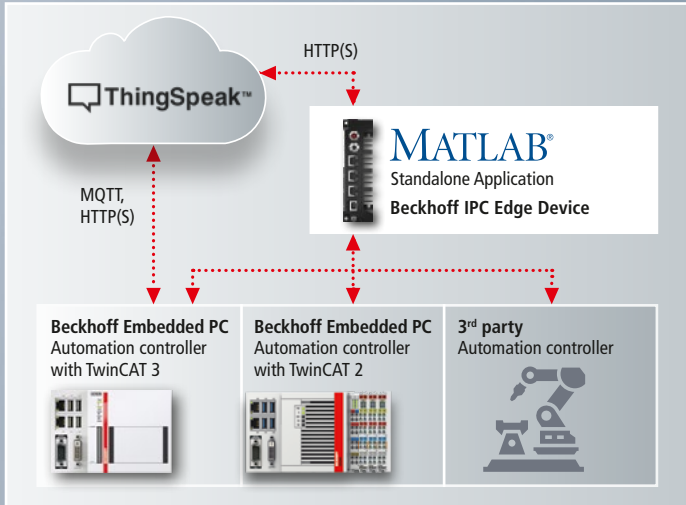 HTTP(S)
ThingSpeak™
MATLAB®
Standalone Application
Beckhoff IPC Edge Device
MQTT,
HTTP(S)
Beckhoff Embedded PC
Automation controller
with TwinCAT 3
Beckhoff Embedded PC
Automation controller
with TwinCAT 2
3rd party
Automation controller